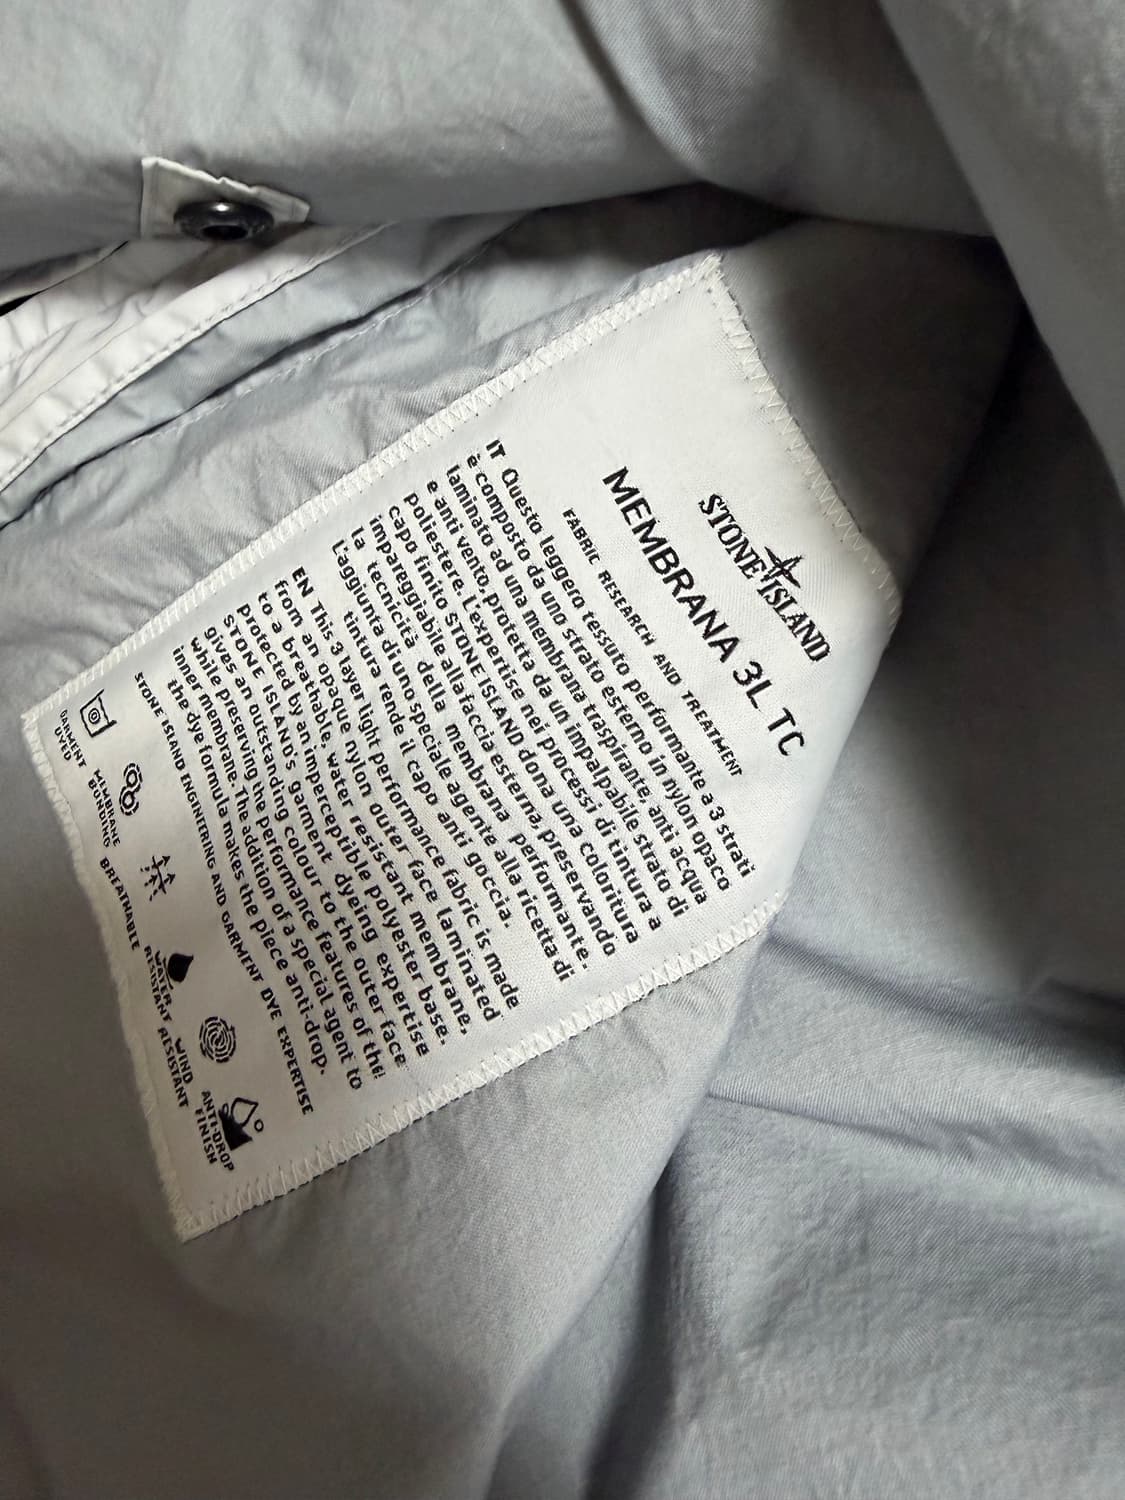 STONE ISLAND
MEMBRANA 3L TC
FABRIC RESEARCH AND TREATMENT
IT Questo leggero tessuto performante a 3 strati
è composto da uno strato esterno in nylon opaco
laminato ad una membrana traspirante, anti acqua
e anti vento, protetta da un impalpabile strato di
poliestere. L'expertise nei processi di tintura a
capo finito STONE ISLAND dona una coloritura
impareggiabile alla faccia esterna, preservando
la tecnicità della membrana performante.
L'aggiunta di uno speciale agente alla ricetta di
tintura rende il capo anti goccia.
EN This 3 layer light performance fabric is made
from an opaque nylon outer face laminated
to a breathable, water resistant membrane,
protected by an imperceptible polyester base.
STONE ISLAND'S garment dyeing expertise
gives an outstanding colour to the outer face
while preserving the performance features of the
inner membrane. The addition of a special agent to
the dye formula makes the piece anti-drop.
STONE ISLAND ENGINEERING AND GARMENT DYE EXPERTISE
GARMENT
DYED
MEMBRANE
BONDING
BREATHABLE
WATER
RESISTANT
WIND
RESISTANT
ANTI-DROP
FINISH